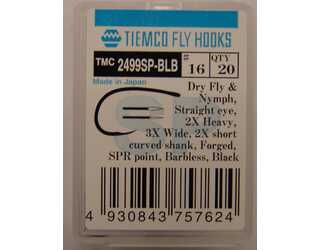 TIEMCO FLY HOOKS
TMC 2499SP-BLB # 16 QTY 20
Made in Japan
Dry Fly &
Nymph,
Straight eye,
2X Heavy,
3X Wide, 2X short
curved shank, Forged,
SPR point, Barbless, Black
4 930843 757624